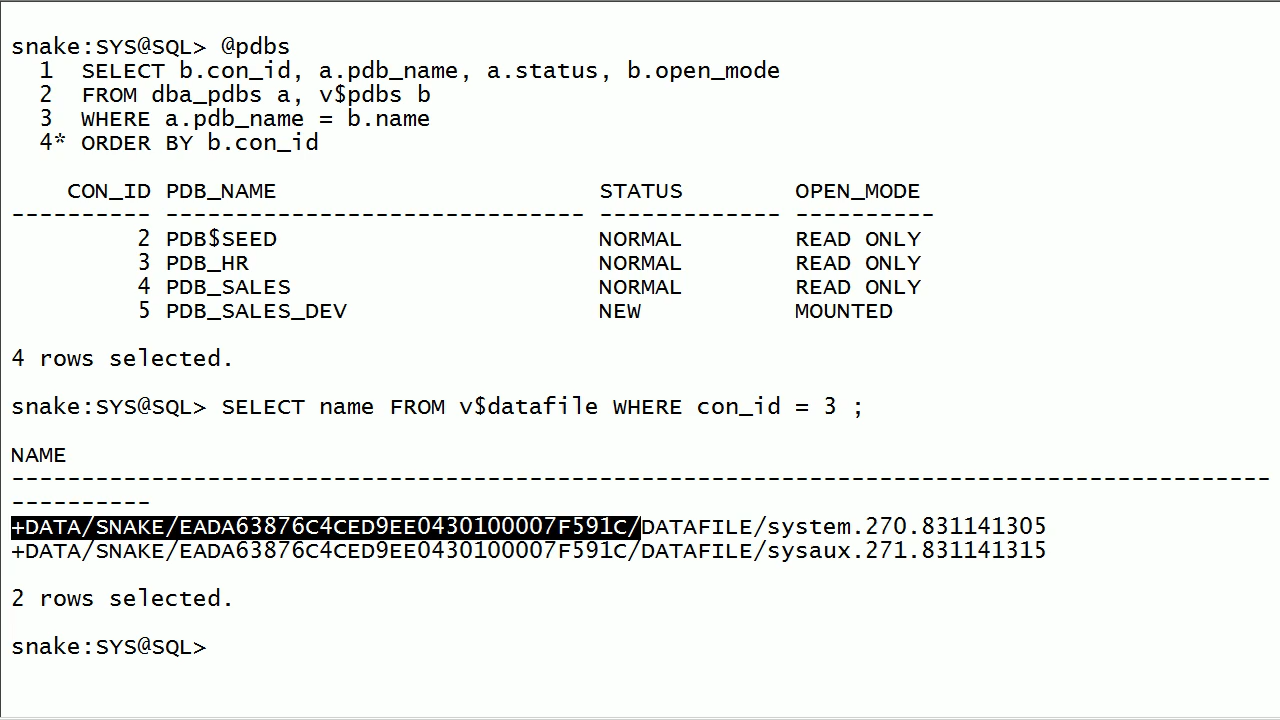 snake:SYS@SQL> @pdbs
  1  SELECT b.con_id, a.pdb_name, a.status, b.open_mode
  2  FROM dba_pdbs a, v$pdbs b
  3  WHERE a.pdb_name = b.name
  4* ORDER BY b.con_id
    CON_ID PDB_NAME                       STATUS        OPEN_MODE
---------- ------------------------------ ------------- ----------
         2 PDB$SEED                       NORMAL        READ ONLY
         3 PDB_HR                         NORMAL        READ ONLY
         4 PDB_SALES                      NORMAL        READ ONLY
         5 PDB_SALES_DEV                  NEW           MOUNTED
4 rows selected.
snake:SYS@SQL> SELECT name FROM v$datafile WHERE con_id = 3 ;
NAME
------------------------------------------------------------------------------------------
----------
+DATA/SNAKE/EADA63876C4CED9EE0430100007F591C/DATAFILE/system.270.831141305
+DATA/SNAKE/EADA63876C4CED9EE0430100007F591C/DATAFILE/sysaux.271.831141315
2 rows selected.
snake:SYS@SQL>